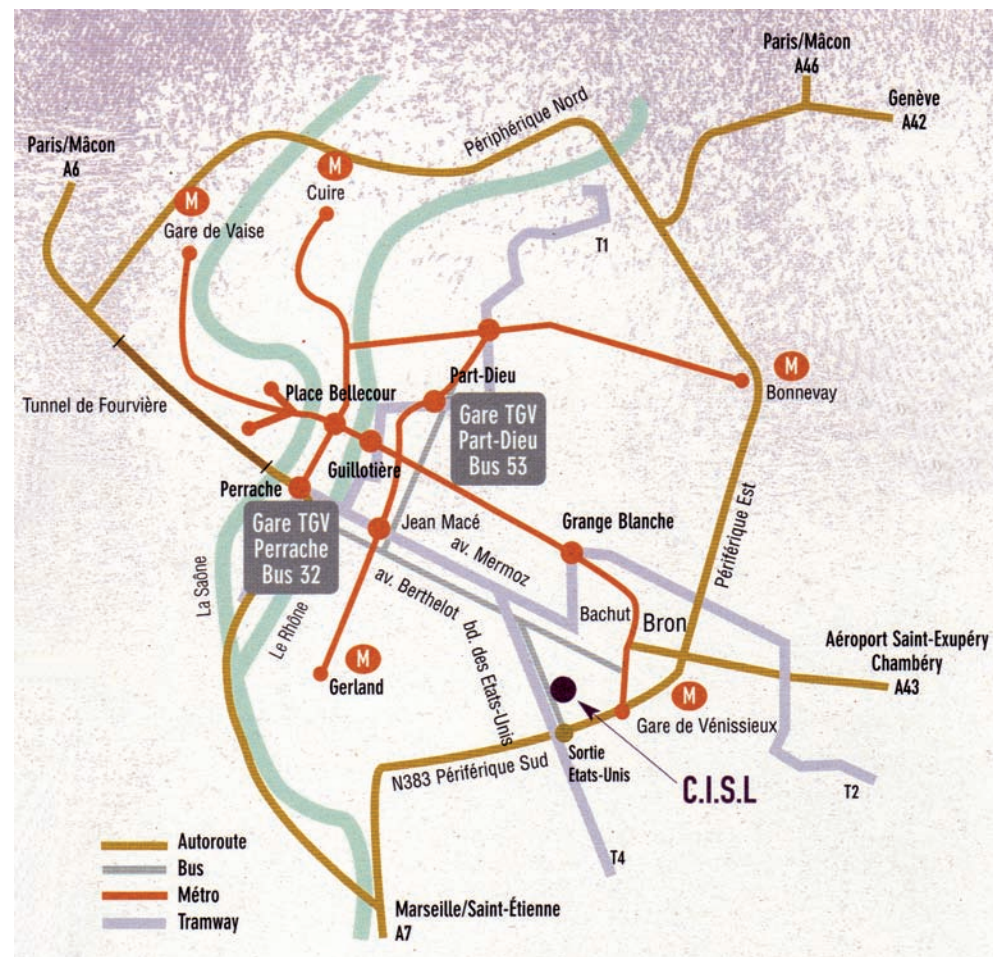 Paris/Mâcon
A46
Genève
A42
Périphérique Nord
Paris/Mâcon
A6
M
Cuire
M
Gare de Vaise
T1
M
Bonnevay
Part-Dieu
Place Bellecour
Tunnel de Fourvière
Gare TGV
Part-Dieu
Bus 53
Guillotière
Perrache
Gare TGV
Perrache
Bus 32
Jean Macé
Grange Blanche
av. Mermoz
Périférique Est
La Saône
Le Rhône
av. Berthelot
bd. des Etats-Unis
Bachut
Bron
Aéroport Saint-Exupéry
Chambéry
A43
M
Gerland
M
Gare de Vénissieux
N383 Périférique Sud
Sortie
Etats-Unis
C.I.S.L
T2
T4
Autoroute
Bus
Métro
Tramway
Marseille/Saint-Étienne
A7